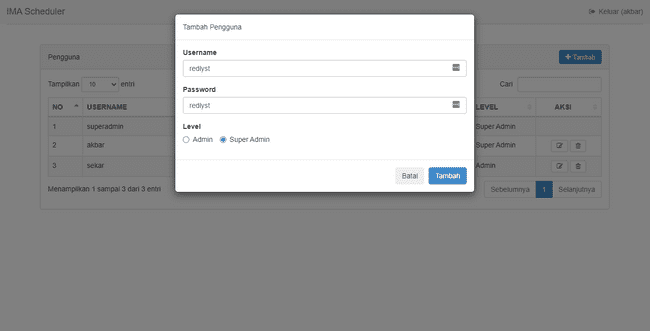 IMA Scheduler
Keluar (akbar)
Tambah Pengguna
Username
redlyst
Password
redlyst
Level
Admin Super Admin
Batal Tambah
Pengguna
Tambah
Tampilkan 10 entri
Cari
NO USERNAME LEVEL AKSI
1 superadmin Super Admin
2 akbar Super Admin
3 sekar Admin
Menampilkan 1 sampai 3 dari 3 entri
Sebelumnya 1 Selanjutnya